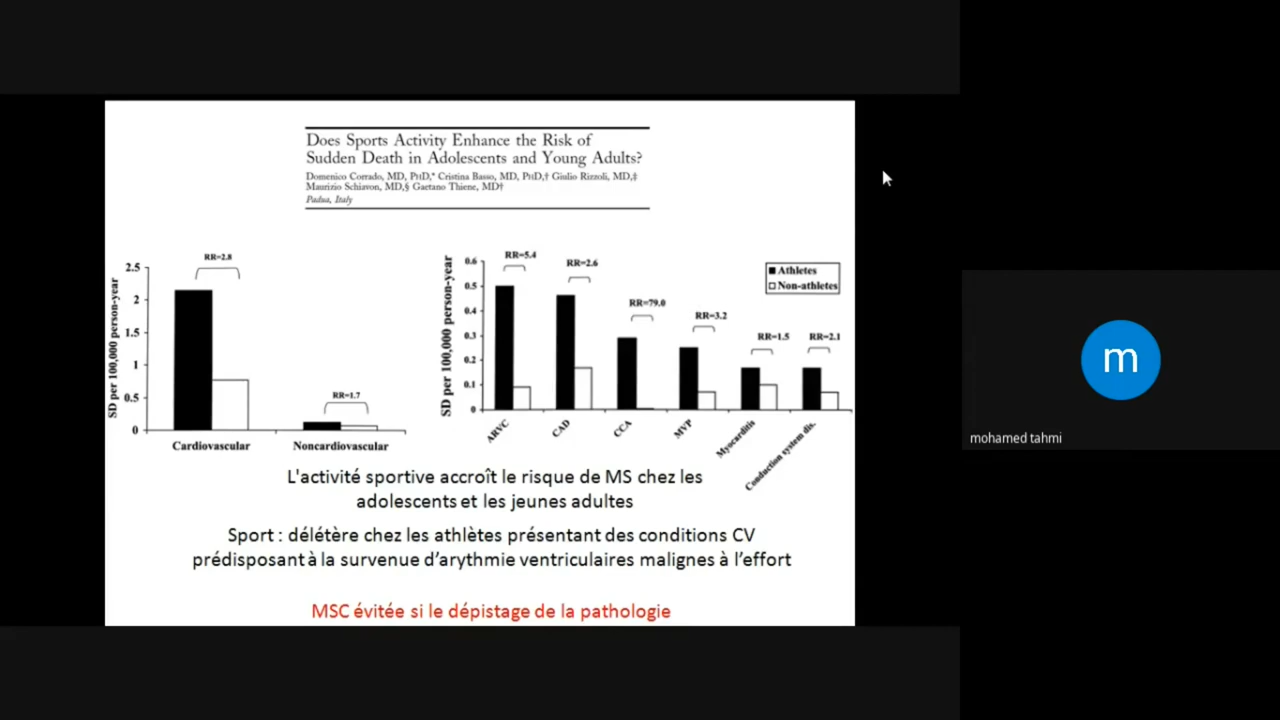 Does Sports Activity Enhance the Risk of
Sudden Death in Adolescents and Young Adults?
Domenico Corrado, MD, PHD,* Cristina Basso, MD, PHD,† Giulio Rizzoli, MD,‡
Maurizio Schiavon, MD,§ Gaetano Thiene, MD†
Padua, Italy
SD per 100,000 person-year
2.5
2
1.5
1
0.5
0
RR=2.8
RR=1.7
Cardiovascular
Noncardiovascular
SD per 100,000 person-year
0.6
0.5
0.4
0.3
0.2
0.1
0
RR=5.4
RR=2.6
RR=79.0
RR=3.2
RR=1.5
RR=2.1
Athletes
Non-athletes
ARVC
CAD
CCA
MVP
Myocarditis
Conduction system dis.
L'activité sportive accroît le risque de MS chez les
adolescents et les jeunes adultes
Sport : délétère chez les athlètes présentant des conditions CV
prédisposant à la survenue d'arythmie ventriculaires malignes à l'effort
MSC évitée si le dépistage de la pathologie
m
mohamed tahmi